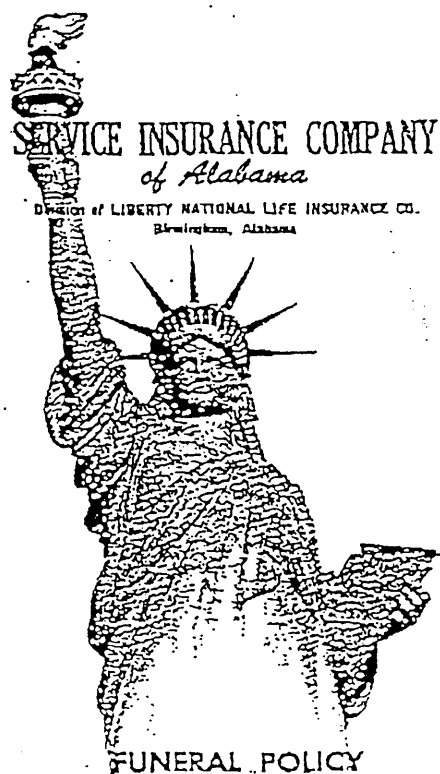 SERVICE INSURANCE COMPANY
of Alabama
Division of LIBERTY NATIONAL LIFE INSURANCE CO.
Birmingham, Alabama
FUNERAL POLICY